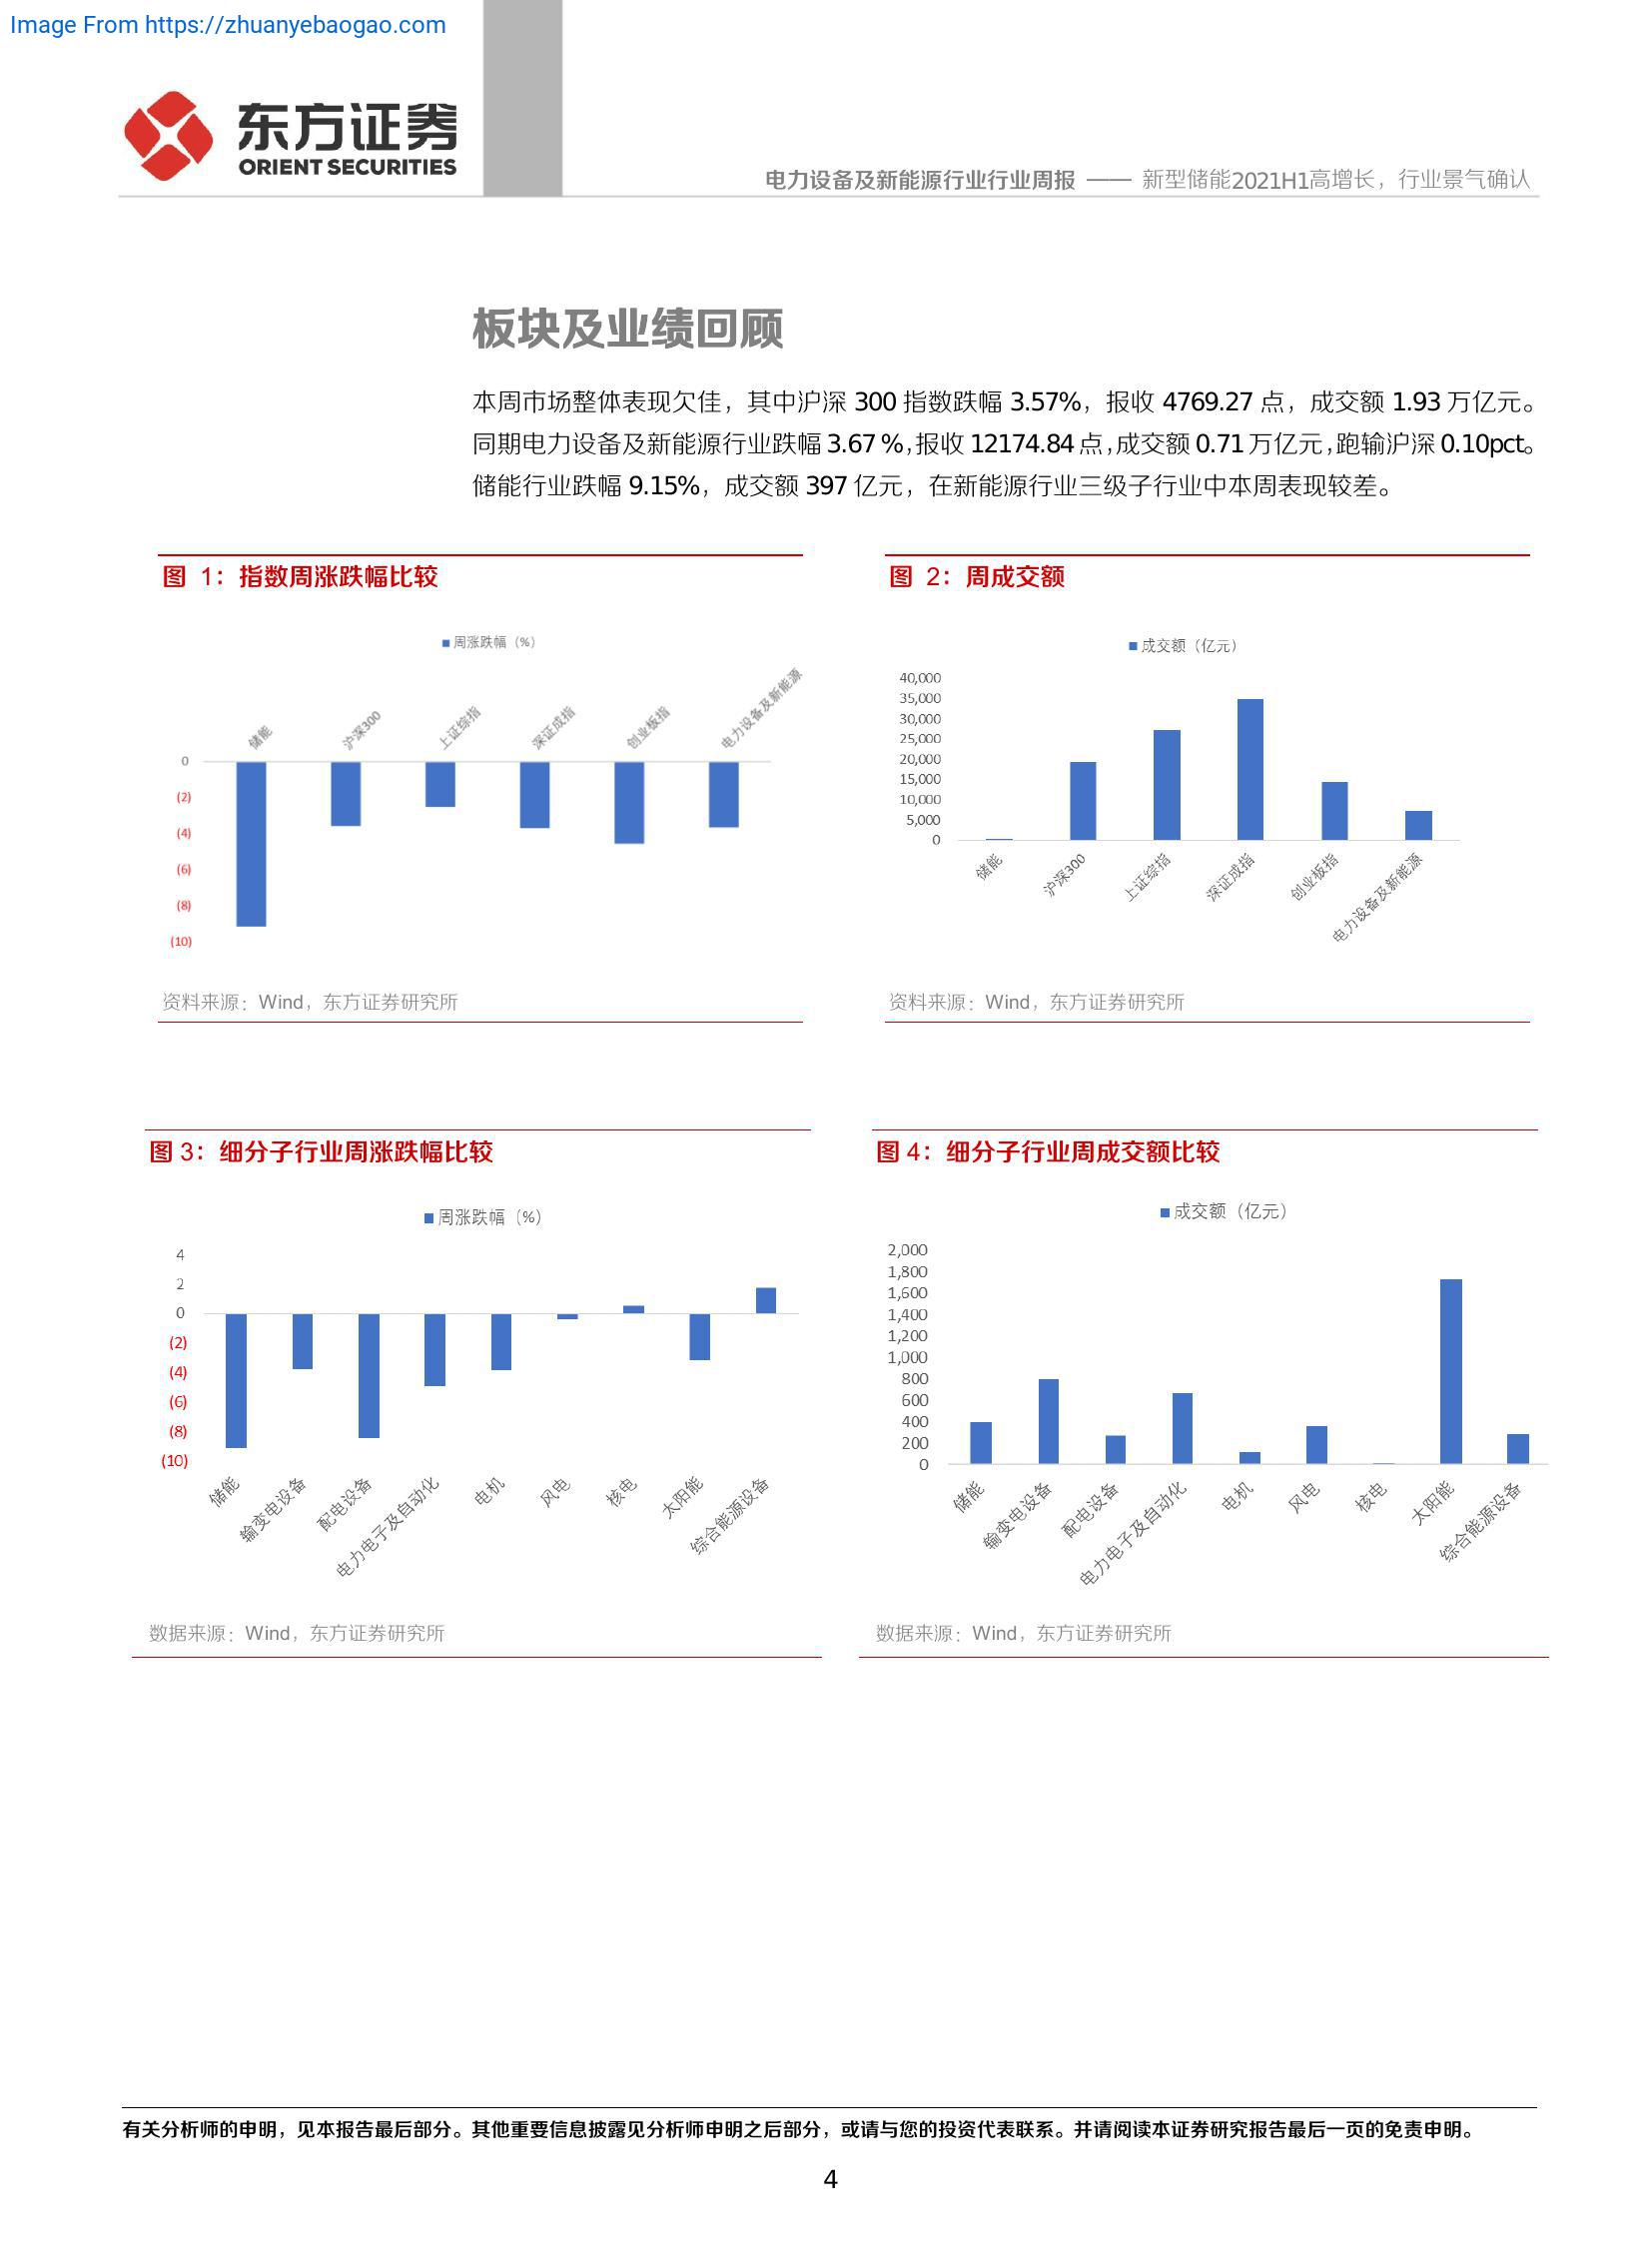 Image From https://zhuanyebaogao.com
东方证券
ORIENT SECURITIES
电力设备及新能源行业行业周报 —— 新型储能2021H1高增长，行业景气确认
板块及业绩回顾
本周市场整体表现欠佳，其中沪深 300 指数跌幅 3.57%，报收 4769.27 点，成交额 1.93 万亿元。
同期电力设备及新能源行业跌幅 3.67 %，报收 12174.84 点，成交额 0.71 万亿元，跑输沪深 0.10pct。
储能行业跌幅 9.15%，成交额 397 亿元，在新能源行业三级子行业中本周表现较差。
图 1：指数周涨跌幅比较
周涨跌幅（%）
储能
沪深300
上证综指
深证成指
创业板指
电力设备及新能源
0
(2)
(4)
(6)
(8)
(10)
资料来源：Wind，东方证券研究所
图 2：周成交额
成交额（亿元）
40,000
35,000
30,000
25,000
20,000
15,000
10,000
5,000
0
储能
沪深300
上证综指
深证成指
创业板指
电力设备及新能源
资料来源：Wind，东方证券研究所
图 3：细分子行业周涨跌幅比较
周涨跌幅（%）
4
2
0
(2)
(4)
(6)
(8)
(10)
储能
输变电设备
配电设备
电力电子及自动化
电机
风电
核电
太阳能
综合能源设备
数据来源：Wind，东方证券研究所
图 4：细分子行业周成交额比较
成交额（亿元）
2,000
1,800
1,600
1,400
1,200
1,000
800
600
400
200
0
储能
输变电设备
配电设备
电力电子及自动化
电机
风电
核电
太阳能
综合能源设备
数据来源：Wind，东方证券研究所
有关分析师的申明，见本报告最后部分。其他重要信息披露见分析师申明之后部分，或请与您的投资代表联系。并请阅读本证券研究报告最后一页的免责申明。
4